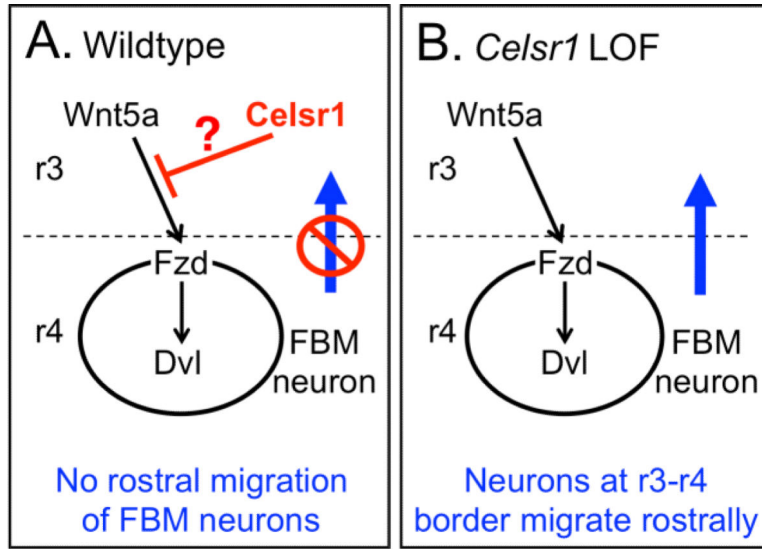 A. Wildtype
Wnt5a
Celsr1
?
r3
Fzd
r4
Dvl
FBM
neuron
No rostral migration
of FBM neurons
B. Celsr1 LOF
Wnt5a
r3
Fzd
r4
Dvl
FBM
neuron
Neurons at r3-r4
border migrate rostrally